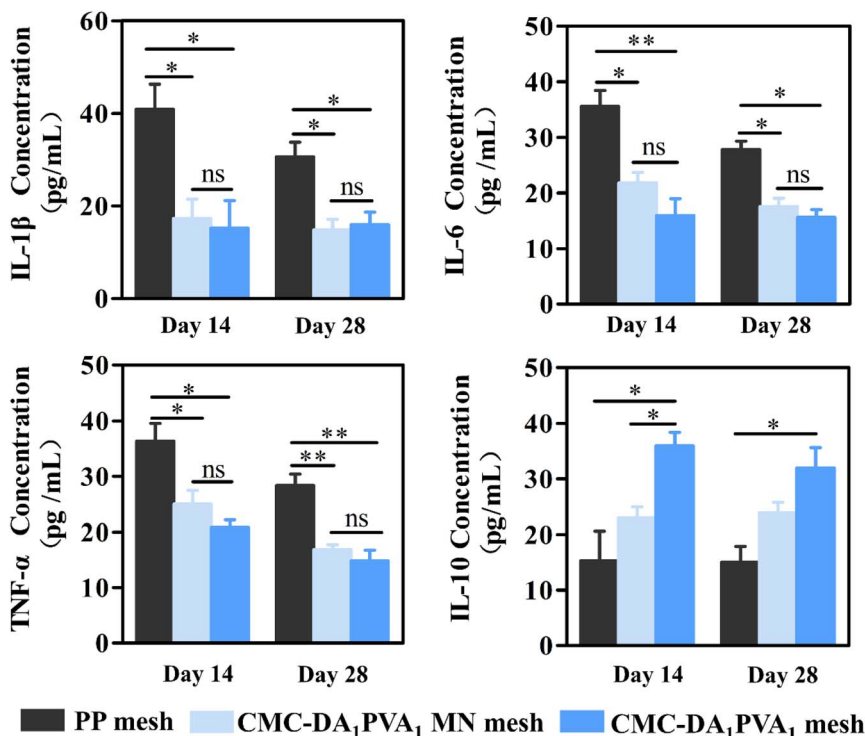 IL-1β Concentration
(pg/mL)
60
40
20
0
*
*
ns
*
*
ns
Day 14 Day 28
IL-6 Concentration
(pg /mL)
50
40
30
20
10
0
**
*
ns
*
*
ns
Day 14 Day 28
TNF-α Concentration
(pg /mL)
50
40
30
20
10
0
*
*
ns
**
**
ns
Day 14 Day 28
IL-10 Concentration
(pg /mL)
50
40
30
20
10
0
*
*
*
Day 14 Day 28
PP mesh CMC-DA₁PVA₁ MN mesh CMC-DA₁PVA₁ mesh